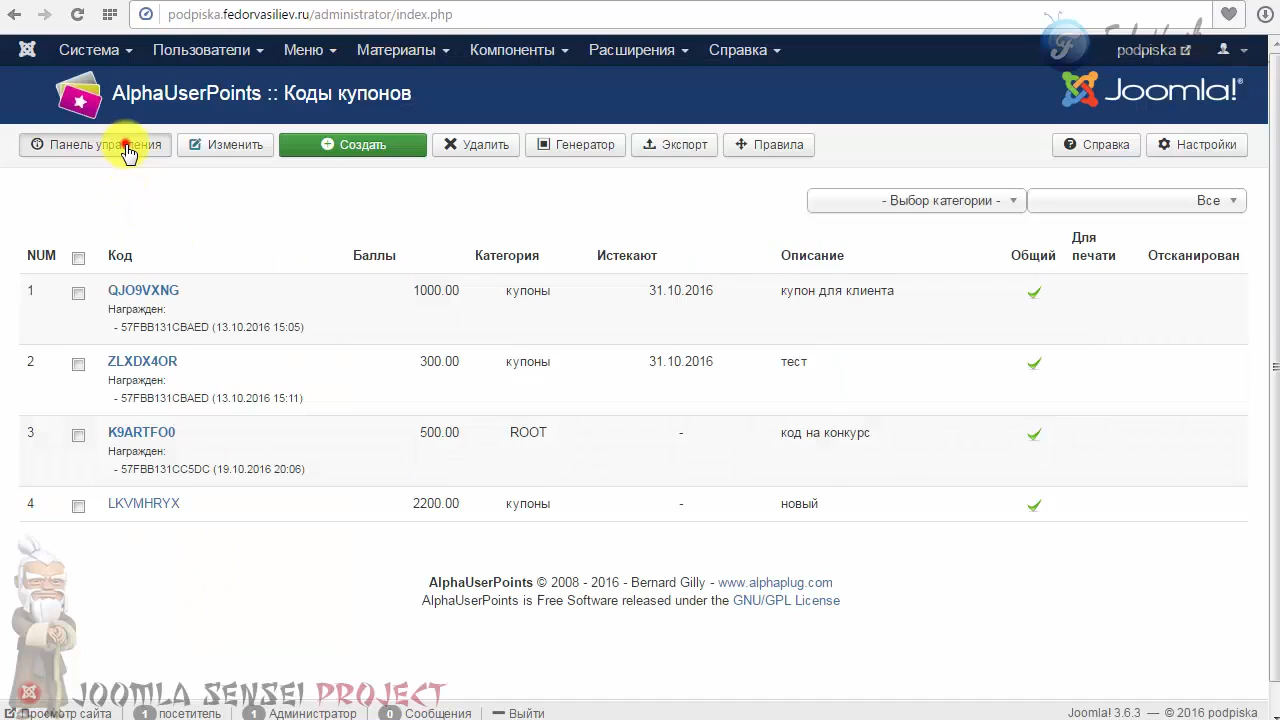 podpiska.fedorvasiliev.ru/administrator/index.php
Система Пользователи Меню Материалы Компоненты Расширения Справка podpiska
AlphaUserPoints :: Коды купонов Joomla!
Панель управления Изменить Создать Удалить Генератор Экспорт Правила Справка Настройки
- Выбор категории - Все
NUM Код Баллы Категория Истекают Описание Общий Для печати Отсканирован
1 QJO9VXNG 1000.00 купоны 31.10.2016 купон для клиента
Награжден:
- 57FBB131CBAED (13.10.2016 15:05)
2 ZLXDX4OR 300.00 купоны 31.10.2016 тест
Награжден:
- 57FBB131CBAED (13.10.2016 15:11)
3 K9ARTFO0 500.00 ROOT - код на конкурс
Награжден:
- 57FBB131CC5DC (19.10.2016 20:06)
4 LKVMHRYX 2200.00 купоны - новый
AlphaUserPoints © 2008 - 2016 - Bernard Gilly - www.alphaplug.com
AlphaUserPoints is Free Software released under the GNU/GPL License
JOOMLA SENSEI PROJECT
Просмотр сайта 1 посетитель 1 Администратор 0 Сообщения Выйти Joomla! 3.6.3 — © 2016 podpiska